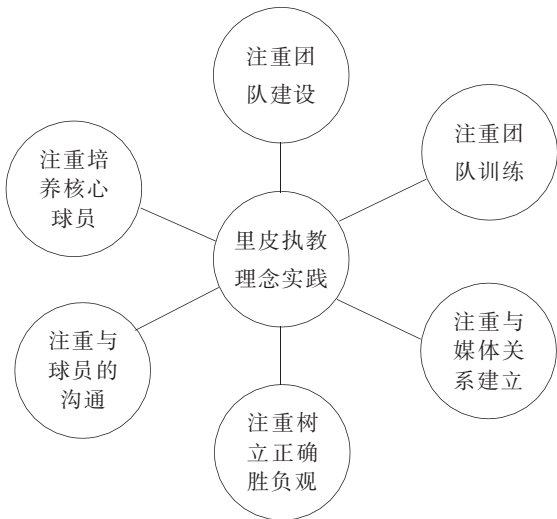 注重团
队建设
注重团
队训练
注重培
养核心
球员
里皮执教
理念实践
注重与
球员的
沟通
注重与
媒体关
系建立
注重树
立正确
胜负观